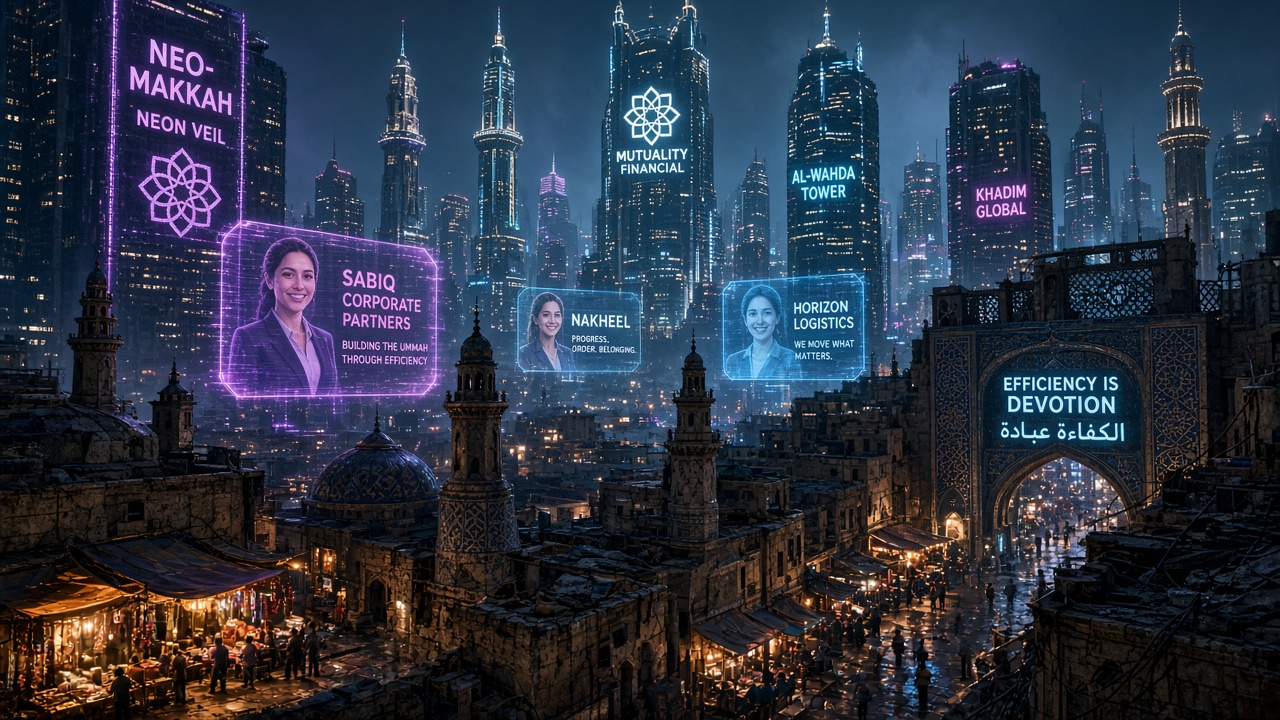 NEO-
MAKKAH
NEON VEIL
SABIQ
CORPORATE
PARTNERS
BUILDING THE UMMAH
THROUGH EFFICIENCY
NAKHEEL
PROGRESS.
ORDER. BELONGING.
MUTUALITY
FINANCIAL
HORIZON
LOGISTICS
WE MOVE WHAT
MATTERS.
AL-WAHDA
TOWER
KHADIM
GLOBAL
EFFICIENCY IS
DEVOTION
الكفاءة عبادة